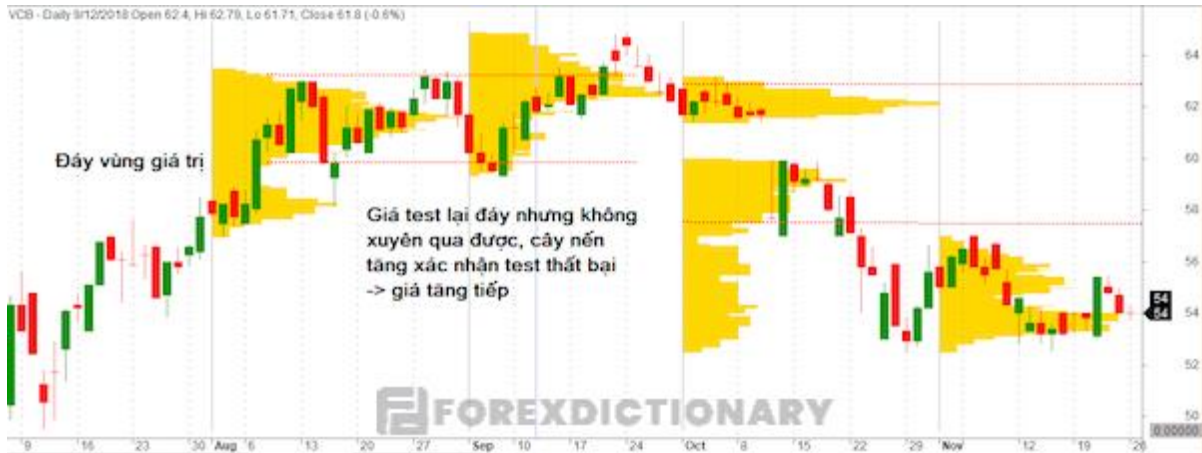 VCB - Daily 9/12/2018 Open 62.4, Hi 62.79, Lo 61.71, Close 61.8 (-0.6%)
64
62
60
58
56
54
54
54
52
50
0.00000
Đáy vùng giá trị
Giá test lại đáy nhưng không
xuyên qua được, cây nến
tăng xác nhận test thất bại
-> giá tăng tiếp
FOREXDICTIONARY
9 16 23 30 Aug 6 13 20 27 Sep 10 17 24 Oct 8 15 22 29 Nov 12 19 26